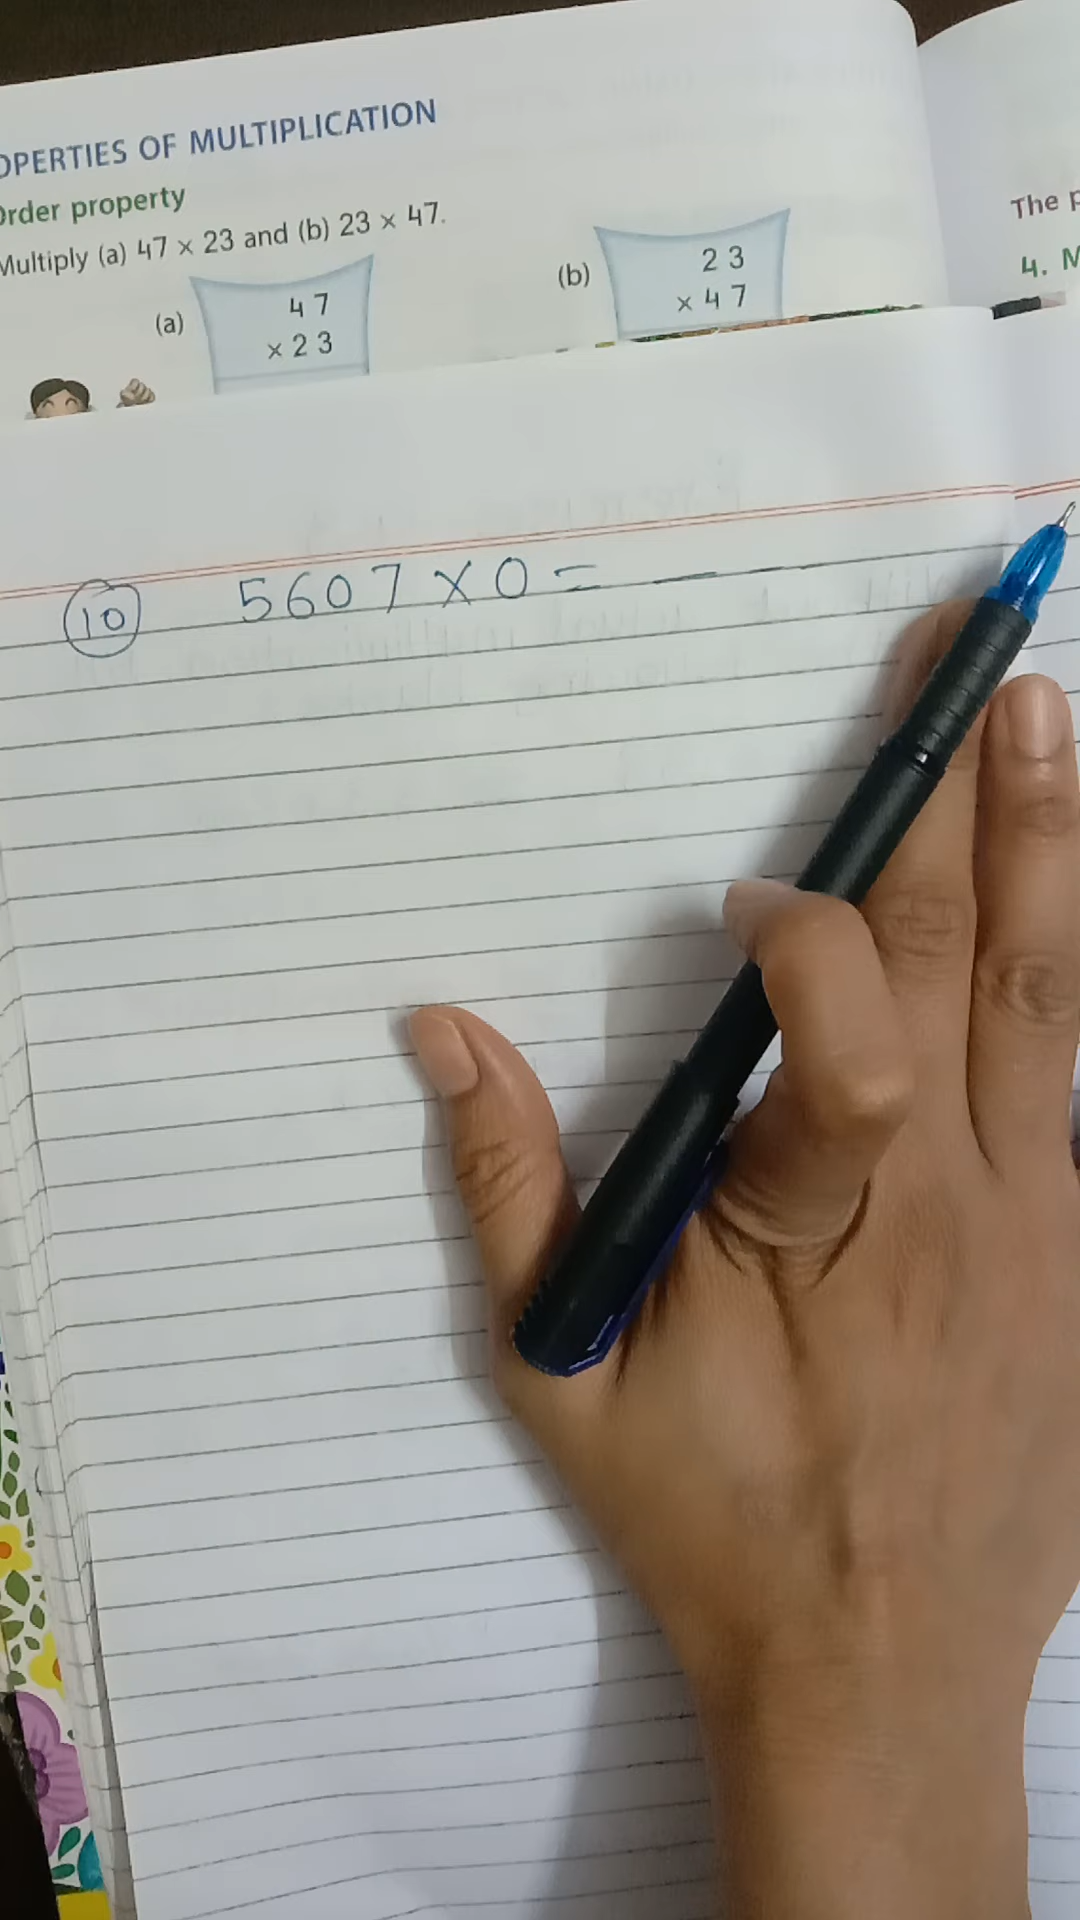 OPERTIES OF MULTIPLICATION
Order property
Multiply (a) 47 × 23 and (b) 23 × 47.
(a) 47
× 23
(b) 23
× 47
The
4.
10 5607 × 0 = _ _ _